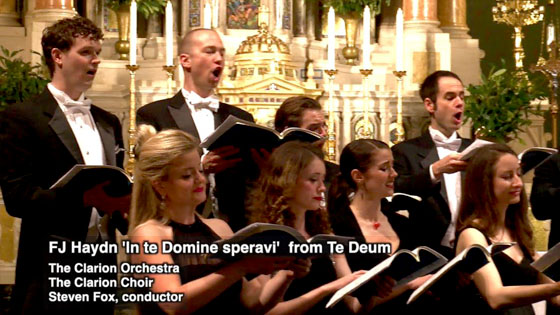 FJ Haydn 'In te Domine speravi'  from Te Deum
The Clarion Orchestra
The Clarion Choir
Steven Fox, conductor